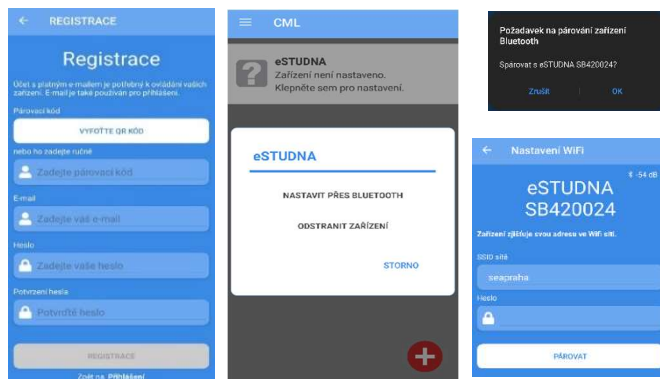 REGISTRACE
Registrace
Účet s platným e-mailem je potřebný k ovládání vašich
zařízení. E-mail je také používán pro přihlášení.
Párovací kód
VYFOŤTE QR KÓD
nebo ho zadejte ručně
Zadejte párovací kód
E-mail
Zadejte váš e-mail
Heslo
Zadejte vaše heslo
Potvrzení hesla
Potvrďtě heslo
REGISTRACE
Zpět na Přihlášení
CML
eSTUDNA
Zařízení není nastaveno.
Klepněte sem pro nastavení.
eSTUDNA
NASTAVIT PŘES BLUETOOTH
ODSTRANIT ZAŘÍZENÍ
STORNO
Požadavek na párování zařízení
Bluetooth
Spárovat s eSTUDNA SB420024?
Zrušit
OK
Nastavení WiFi
-54 dB
eSTUDNA
SB420024
Zařízení zjišťuje svou adresu ve WiFi síti.
SSID sítě
seapraha
Heslo
PÁROVAT